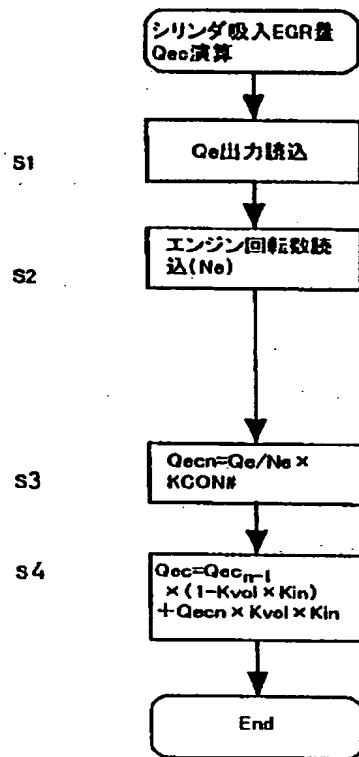 シリンダ吸入EGR量
Qec演算
S1
Qe出力読込
S2
エンジン回転数読
込(Ne)
S3
Qecn=Qe/Ne×
KCON#
S4
Qec=Qecn-1
×(1-Kvol×Kin)
+Qecn×Kvol×Kin
End